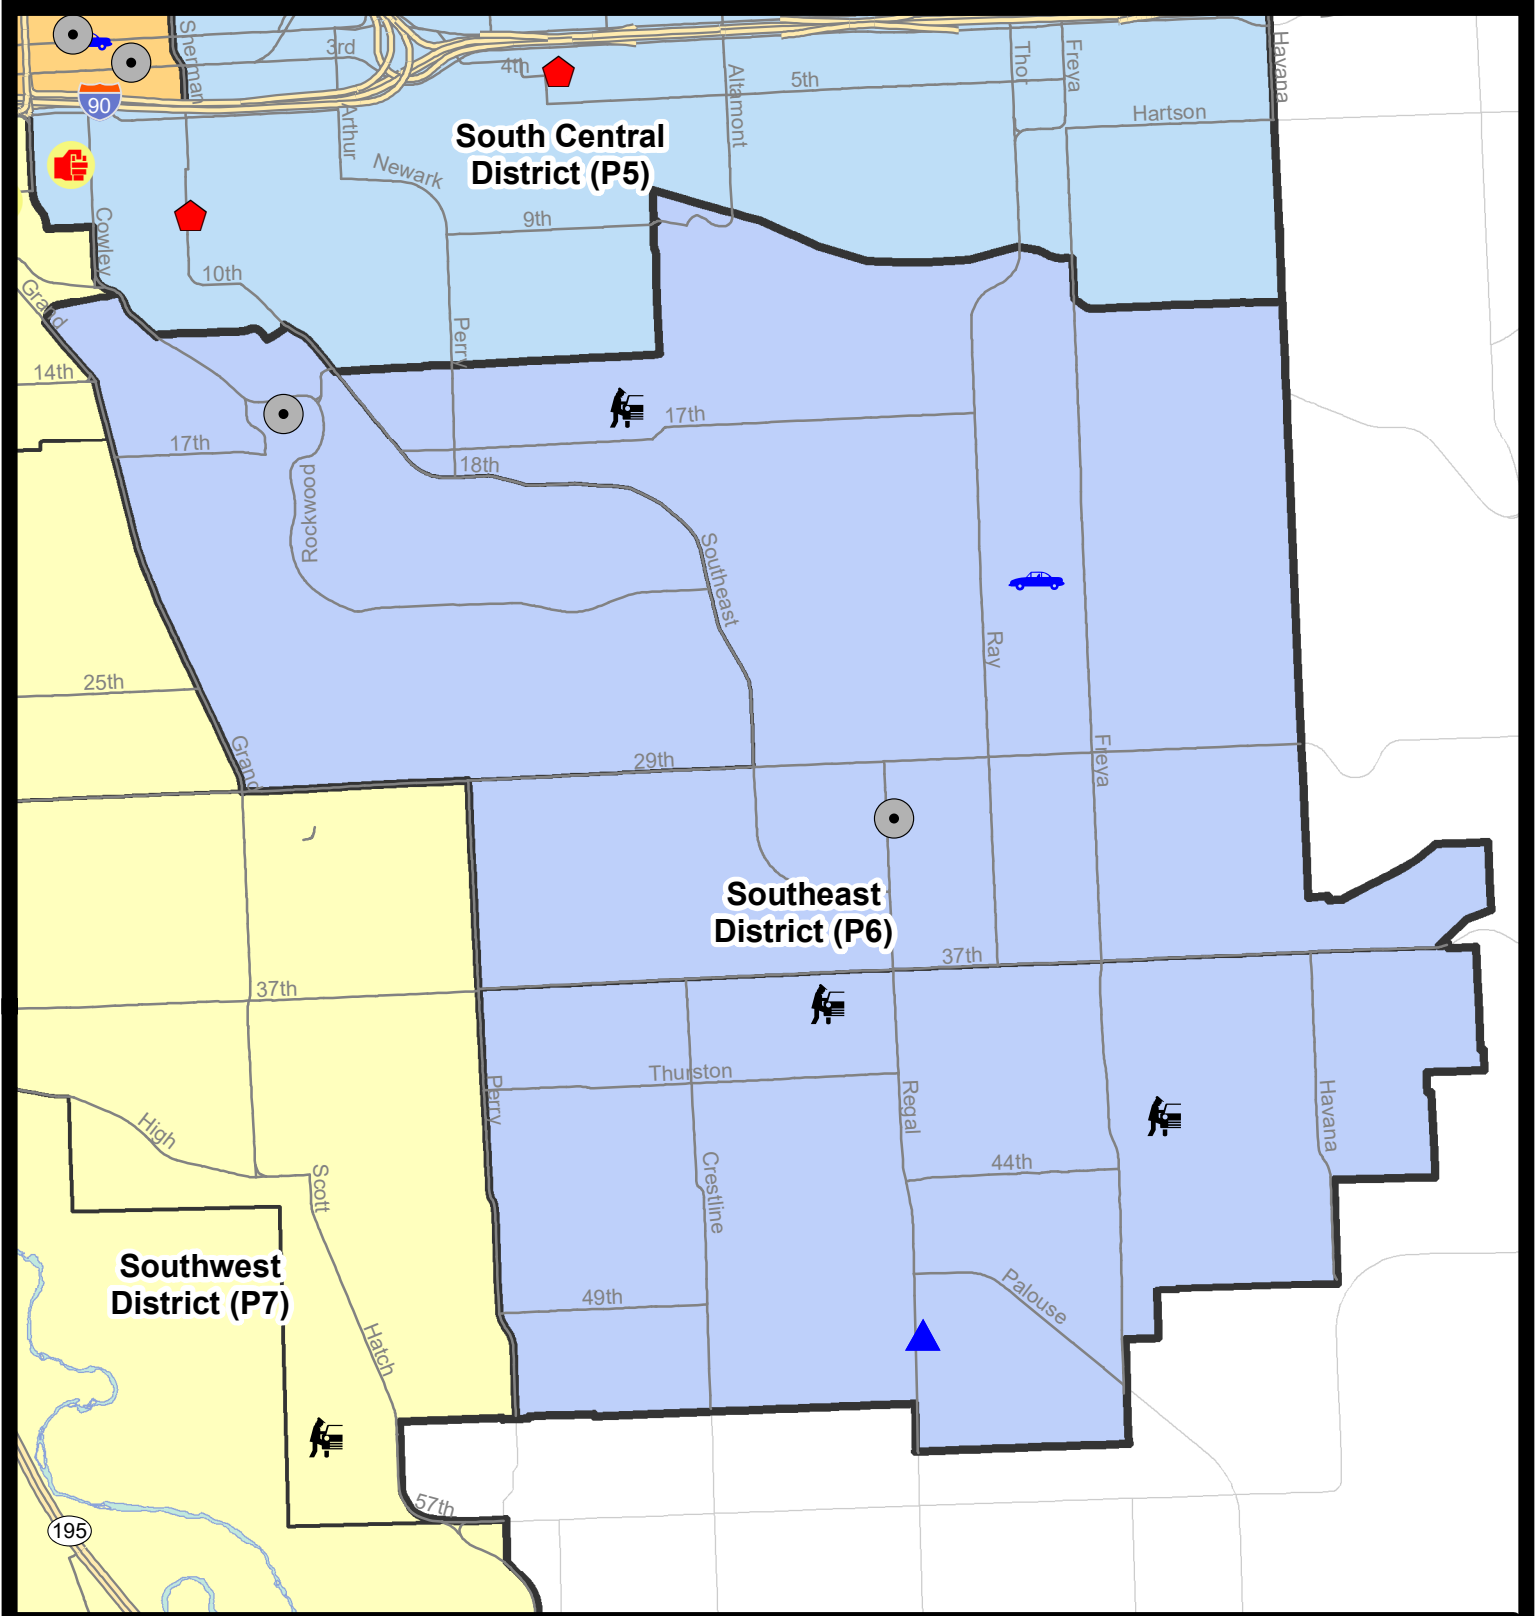 Sherman
3rd
4th
Altamont
5th
Thor
Freya
Havana
90
Arthur
Hartson
South Central
District (P5)
Newark
Cowley
9th
10th
Grand
Perry
14th
17th
17th
18th
Rockwood
Southeast
Ray
25th
Grand
29th
Freya
Southeast
District (P6)
37th
37th
Thurston
Perry
Regal
Havana
High
Scott
Crestline
44th
Southwest
District (P7)
49th
Palouse
Hatch
57th
195